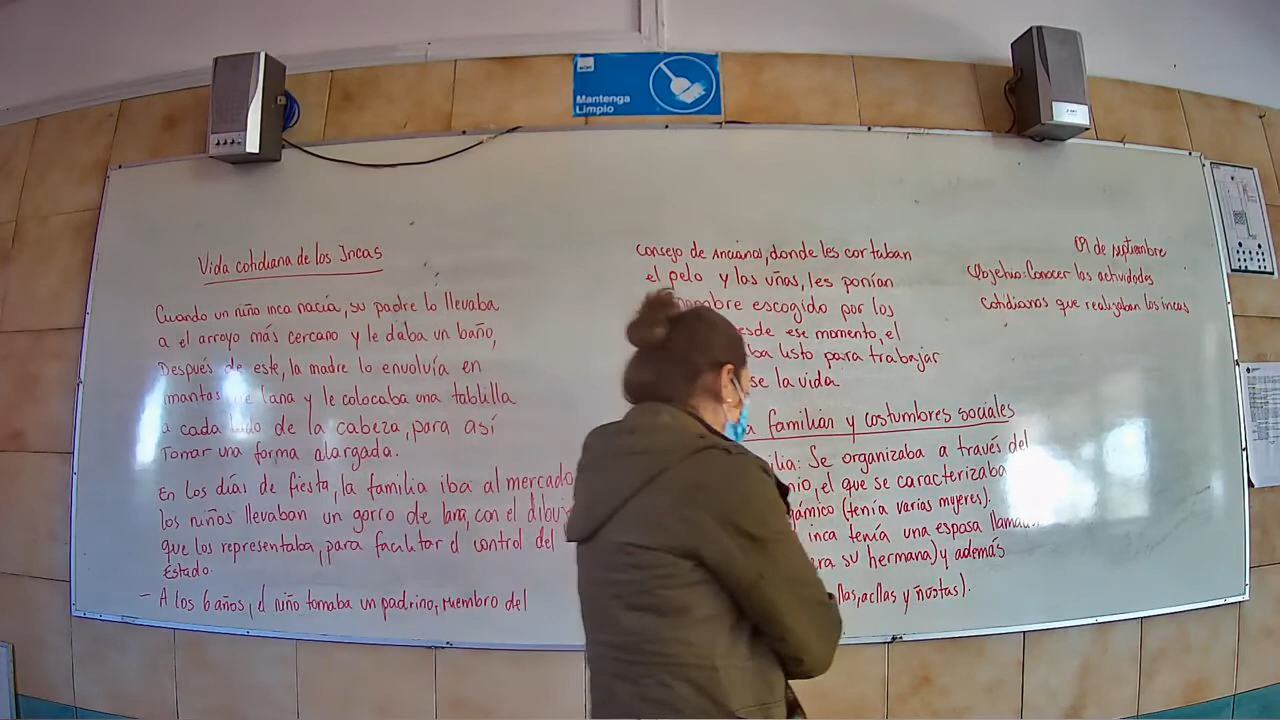 Mantenga
Limpio
Vida cotidiana de los Incas
Cuando un niño inca nacía, su padre lo llevaba
a el arroyo más cercano y le daba un baño,
Después de este, la madre lo envolvía en
mantas de lana y le colocaba una tablilla
a cada lado de la cabeza, para así
Tomar una forma alargada.
En los días de fiesta, la familia iba al mercado
los niños llevaban un gorro de lana, con el
que los representaba, para facilitar el control del
Estado.
- A los 6 años, el niño tomaba un padrino, miembro del
consejo de ancianos, donde les cortaban
el pelo y las uñas, les ponían
escogido por los
ese momento, el
listo para trabajar
se la vida
familiar y costumbres sociales
Se organizaba a través del
el que se caracterizaba
(tenía varias mujeres).
inca tenía una esposa
su hermana) y además
acllas y ñustas).
09 de septiembre
Objetivo: Conocer las actividades
cotidianas que realizaban los incas